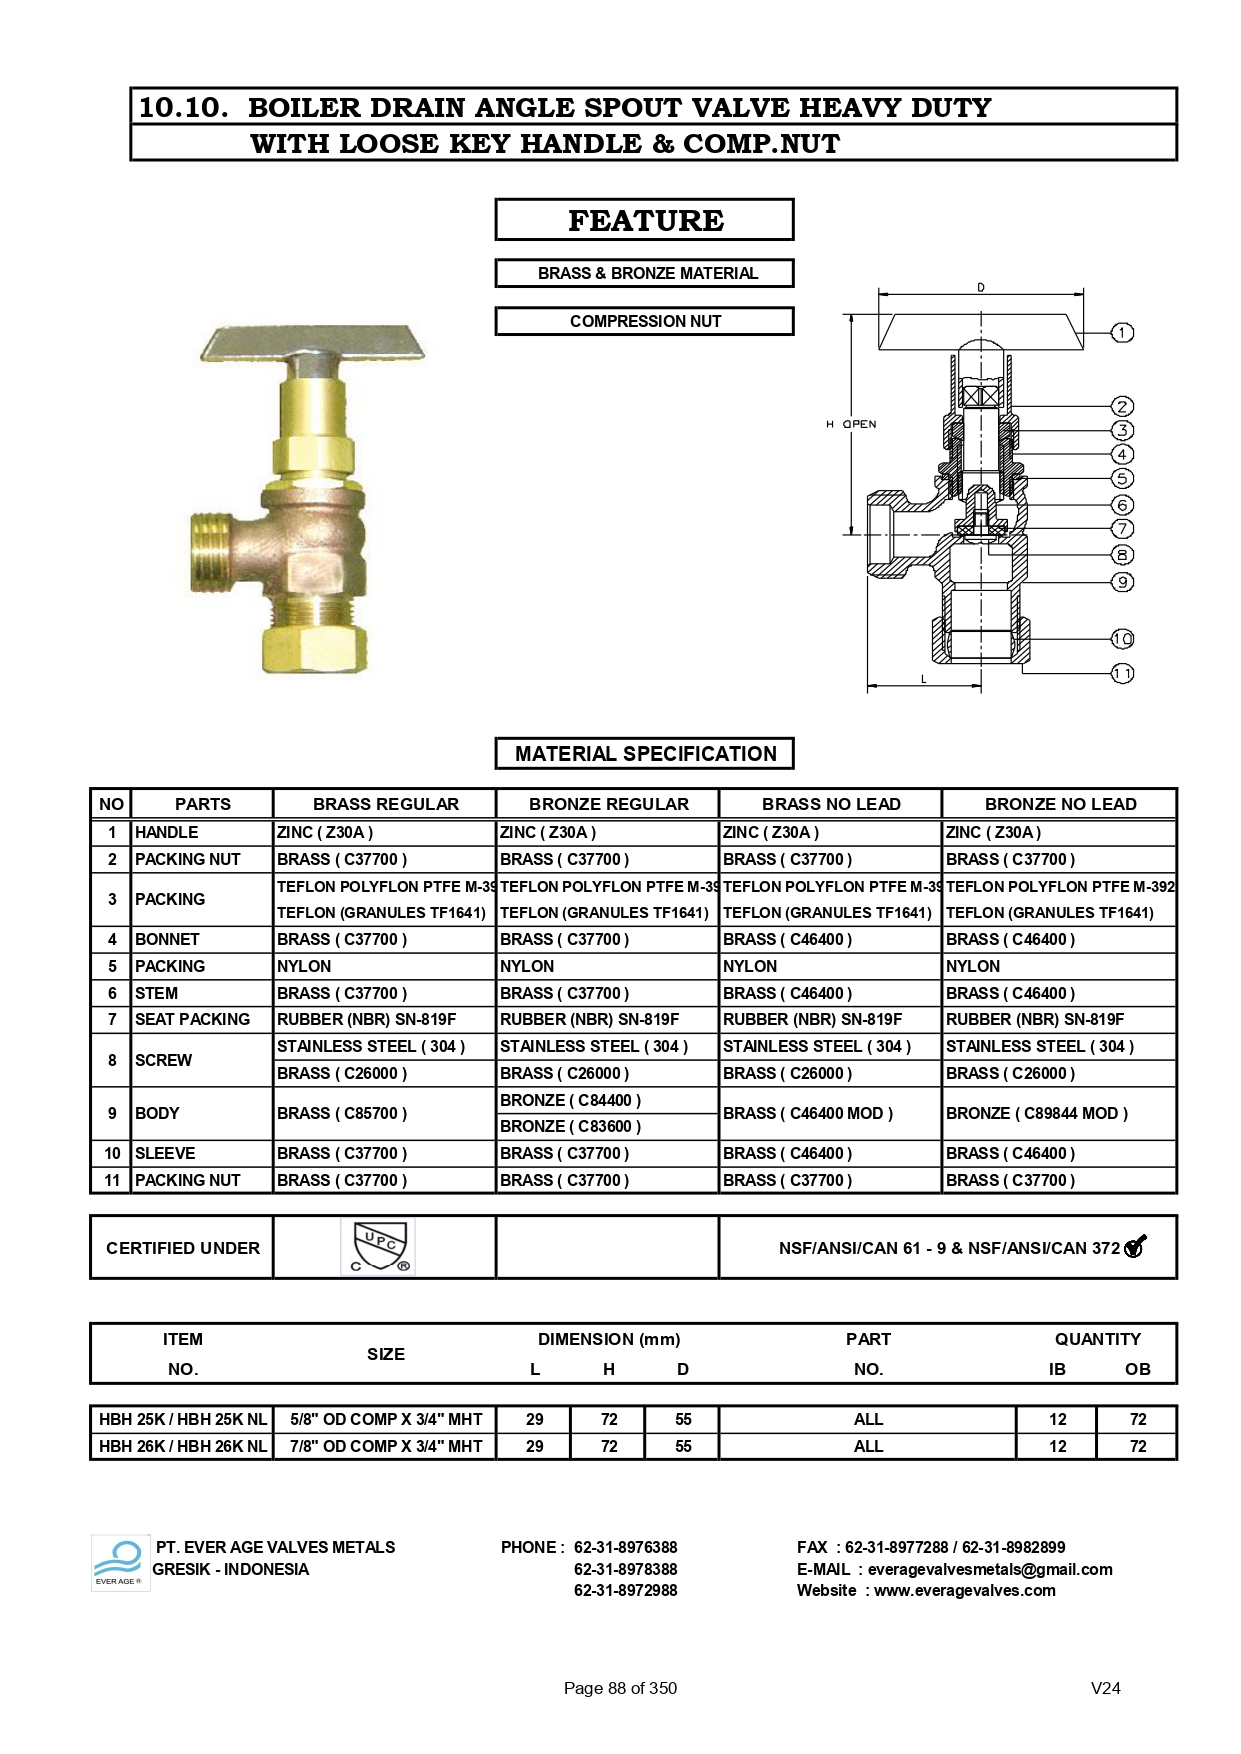 10.10. BOILER DRAIN ANGLE SPOUT VALVE HEAVY DUTY
WITH LOOSE KEY HANDLE & COMP.NUT
FEATURE
BRASS & BRONZE MATERIAL
COMPRESSION NUT
D
H OPEN
L
1
2
3
4
5
6
7
8
9
10
11
MATERIAL SPECIFICATION
NO PARTS BRASS REGULAR BRONZE REGULAR BRASS NO LEAD BRONZE NO LEAD
1 HANDLE ZINC ( Z30A ) ZINC ( Z30A ) ZINC ( Z30A ) ZINC ( Z30A )
2 PACKING NUT BRASS ( C37700 ) BRASS ( C37700 ) BRASS ( C37700 ) BRASS ( C37700 )
3 PACKING
TEFLON POLYFLON PTFE M-39 TEFLON POLYFLON PTFE M-39 TEFLON POLYFLON PTFE M-39 TEFLON POLYFLON PTFE M-392
TEFLON (GRANULES TF1641) TEFLON (GRANULES TF1641) TEFLON (GRANULES TF1641) TEFLON (GRANULES TF1641)
4 BONNET BRASS ( C37700 ) BRASS ( C37700 ) BRASS ( C46400 ) BRASS ( C46400 )
5 PACKING NYLON NYLON NYLON NYLON
6 STEM BRASS ( C37700 ) BRASS ( C37700 ) BRASS ( C46400 ) BRASS ( C46400 )
7 SEAT PACKING RUBBER (NBR) SN-819F RUBBER (NBR) SN-819F RUBBER (NBR) SN-819F RUBBER (NBR) SN-819F
8 SCREW
STAINLESS STEEL ( 304 ) STAINLESS STEEL ( 304 ) STAINLESS STEEL ( 304 ) STAINLESS STEEL ( 304 )
BRASS ( C26000 ) BRASS ( C26000 ) BRASS ( C26000 ) BRASS ( C26000 )
9 BODY BRASS ( C85700 )
BRONZE ( C84400 )
BRONZE ( C83600 )
BRASS ( C46400 MOD ) BRONZE ( C89844 MOD )
10 SLEEVE BRASS ( C37700 ) BRASS ( C37700 ) BRASS ( C46400 ) BRASS ( C46400 )
11 PACKING NUT BRASS ( C37700 ) BRASS ( C37700 ) BRASS ( C37700 ) BRASS ( C37700 )
CERTIFIED UNDER
UPC
C ®
NSF/ANSI/CAN 61 - 9 & NSF/ANSI/CAN 372
ITEM DIMENSION (mm) PART QUANTITY
SIZE
NO. L H D NO. IB OB
HBH 25K / HBH 25K NL 5/8" OD COMP X 3/4" MHT 29 72 55 ALL 12 72
HBH 26K / HBH 26K NL 7/8" OD COMP X 3/4" MHT 29 72 55 ALL 12 72
EVER AGE ®
PT. EVER AGE VALVES METALS PHONE : 62-31-8976388 FAX : 62-31-8977288 / 62-31-8982899
GRESIK - INDONESIA 62-31-8978388 E-MAIL : everagevalvesmetals@gmail.com
62-31-8972988 Website : www.everagevalves.com
Page 88 of 350 V24